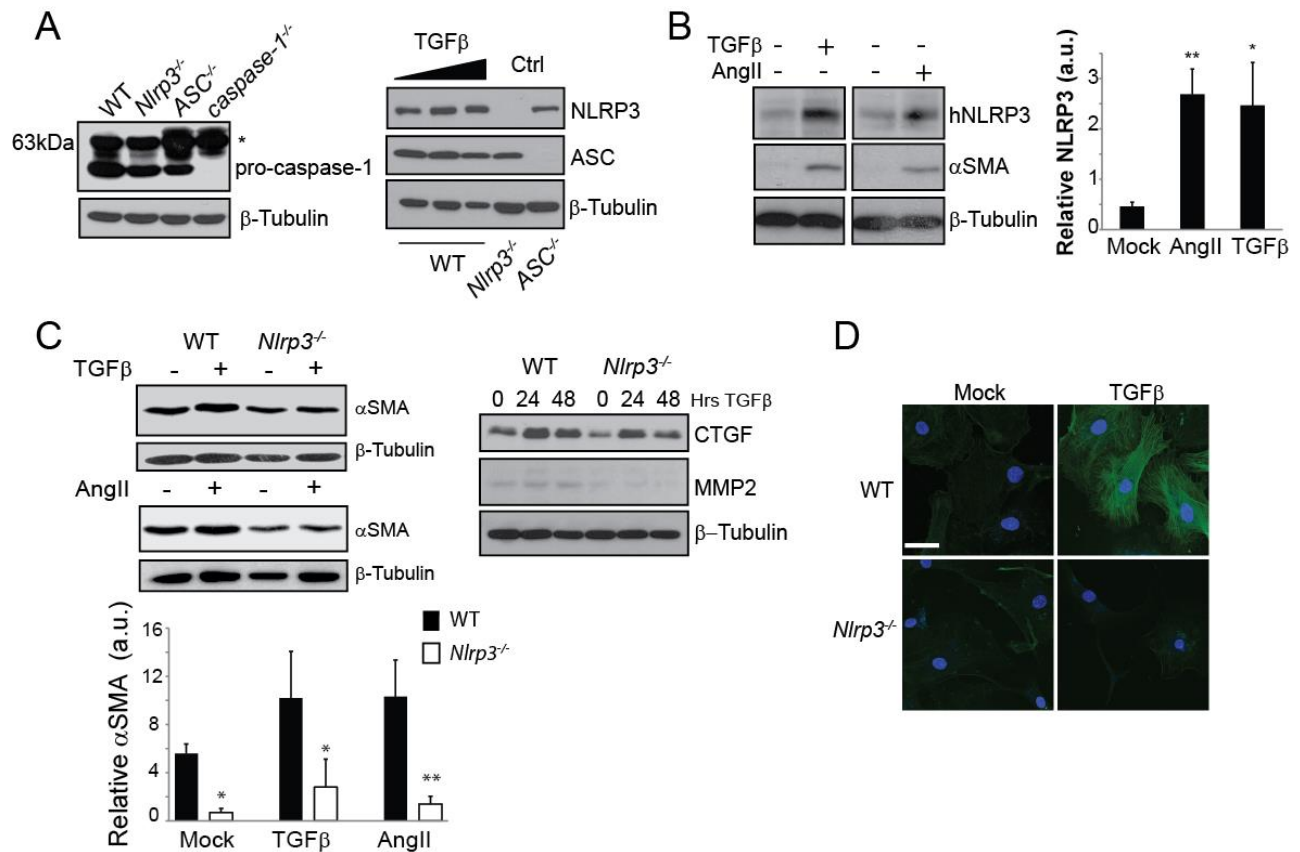 A
WT Nlrp3-/- ASC-/- caspase-1-/-
63kDa
*
pro-caspase-1
β-Tubulin
TGFβ Ctrl
NLRP3
ASC
β-Tubulin
WT Nlrp3-/- ASC-/-
B
TGFβ - + - -
AngII - - - +
hNLRP3
αSMA
β-Tubulin
Relative NLRP3 (a.u.)
3
2
1
0
** *
Mock AngII TGFβ
C
WT Nlrp3-/-
TGFβ - + - +
αSMA
β-Tubulin
AngII - + - +
αSMA
β-Tubulin
WT Nlrp3-/-
0 24 48 0 24 48 Hrs TGFβ
CTGF
MMP2
β–Tubulin
WT
Nlrp3-/-
Relative αSMA (a.u.)
16
12
8
4
0
* * **
Mock TGFβ AngII
D
Mock TGFβ
WT
Nlrp3-/-